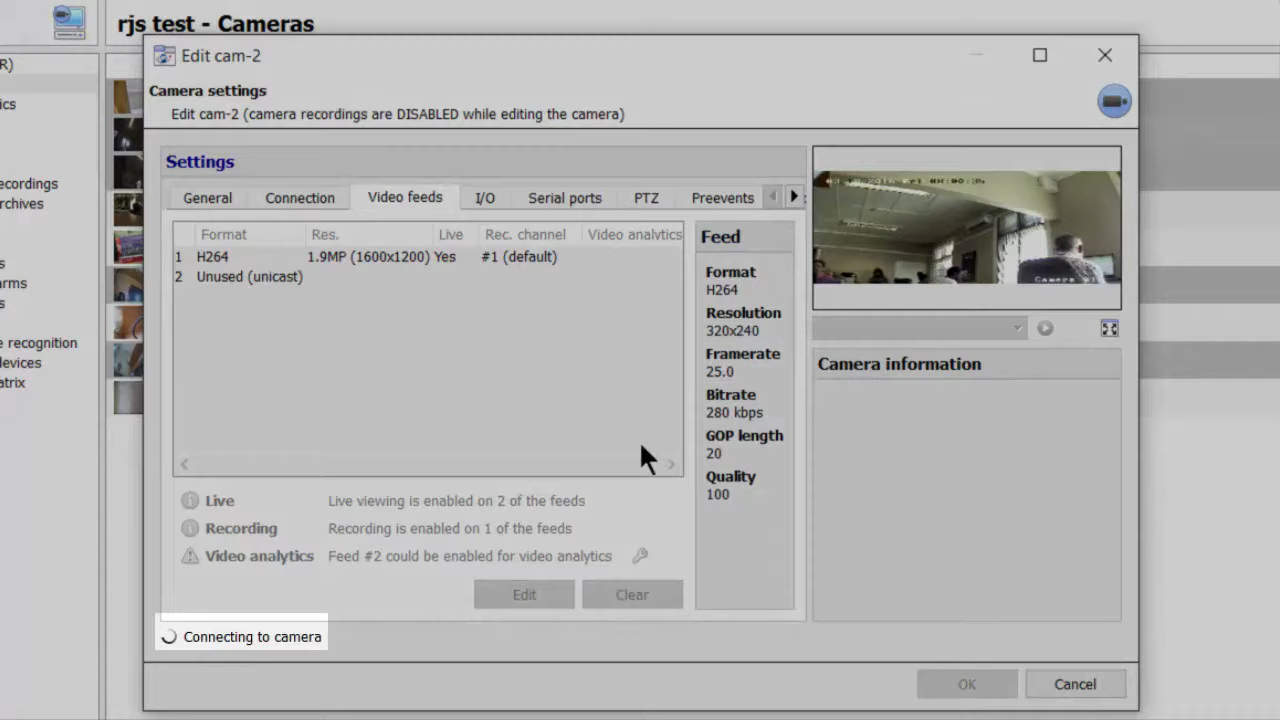 rjs test - Cameras
R)
ics
ecordings
archives
s
arms
s
e recognition
devices
atrix
Edit cam-2
Camera settings
Edit cam-2 (camera recordings are DISABLED while editing the camera)
Settings
General Connection Video feeds I/O Serial ports PTZ Preevents
Format Res. Live Rec. channel Video analytics
1 H264 1.9MP (1600x1200) Yes #1 (default)
2 Unused (unicast)
Live Live viewing is enabled on 2 of the feeds
Recording Recording is enabled on 1 of the feeds
Video analytics Feed #2 could be enabled for video analytics
Edit Clear
Feed
Format
H264
Resolution
320x240
Framerate
25.0
Bitrate
280 kbps
GOP length
20
Quality
100
Camera
Camera information
Connecting to camera
OK Cancel